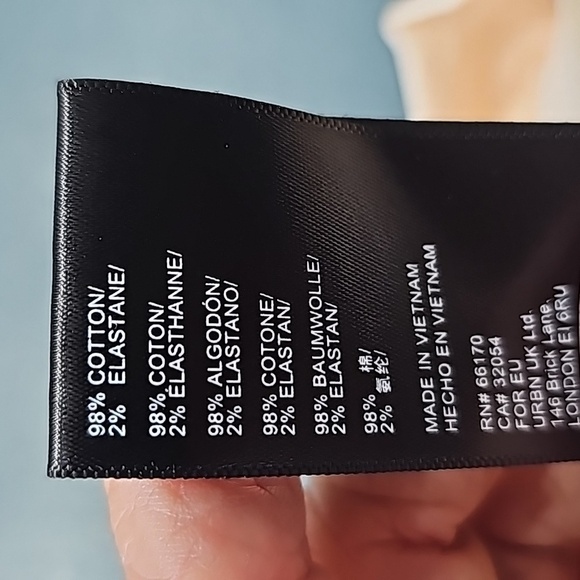 98% COTTON/
2% ELASTANE/
98% COTON/
2% ÉLASTHANNE/
98% ALGODÓN/
2% ELASTANO/
98% COTONE/
2% ELASTAN/
98% BAUMWOLLE/
2% ELASTAN/
98% 棉/
2% 氨纶/
MADE IN VIETNAM
HECHO EN VIETNAM
RN# 66170
CA# 32054
FOR EU
URBN UK Ltd.
146 Brick Lane,
LONDON E1 6RU